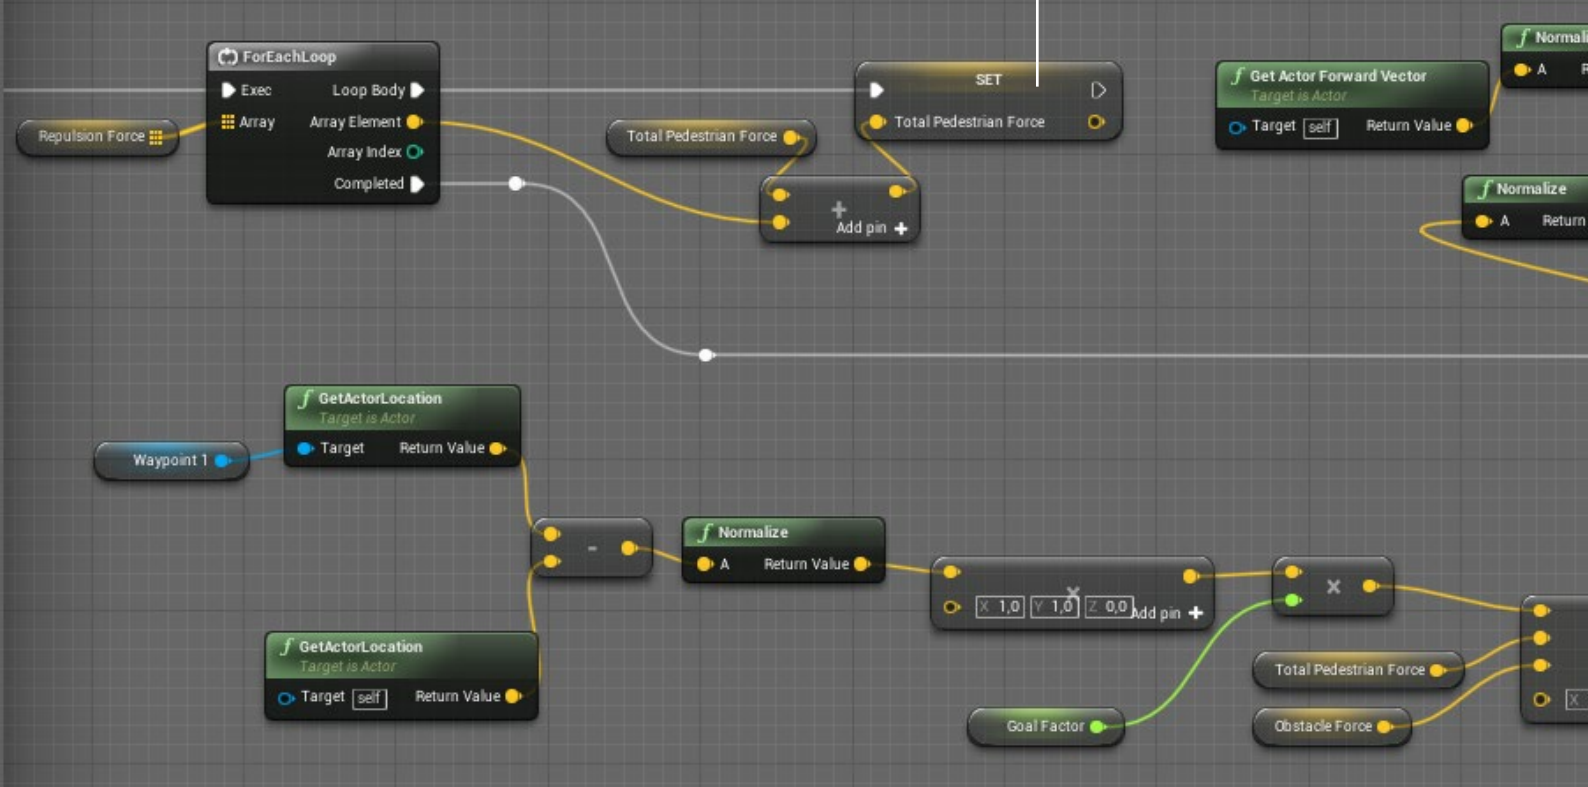 ForEachLoop
Exec
Loop Body
Repulsion Force
Array
Array Element
Array Index
Completed
Total Pedestrian Force
SET
Total Pedestrian Force
+
Add pin +
f Get Actor Forward Vector
Target is Actor
Target self
Return Value
f
A
f Normalize
A
Return
Waypoint 1
f GetActorLocation
Target is Actor
Target
Return Value
-
f GetActorLocation
Target is Actor
Target self
Return Value
f Normalize
A
Return Value
×
X 1,0 Y 1,0 Z 0,0
Add pin +
×
Goal Factor
Total Pedestrian Force
Obstacle Force
X